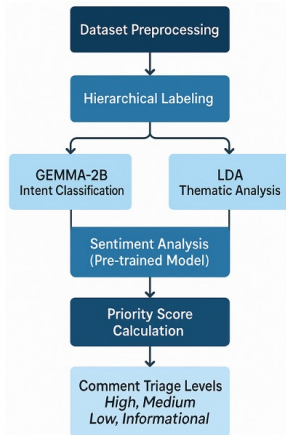 Dataset Preprocessing
Hierarchical Labeling
GEMMA-2B
Intent Classification
LDA
Thematic Analysis
Sentiment Analysis
(Pre-trained Model)
Priority Score
Calculation
Comment Triage Levels
High, Medium
Low, Informational